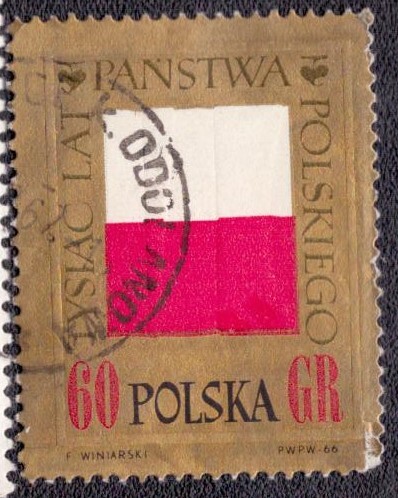 TYSIĄC LAT
PAŃSTWA
POLSKIEGO
60 POLSKA GR
F. WINIARSKI
PWPW-66